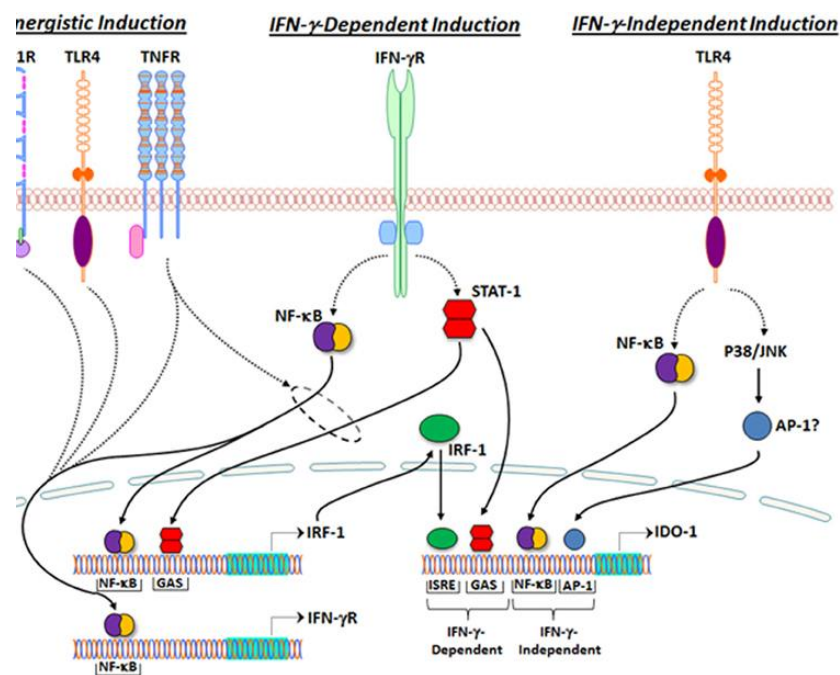 nergistic Induction
IFN-γ-Dependent Induction
IFN-γ-Independent Induction
1R
TLR4
TNFR
IFN-γR
TLR4
NF-κB
STAT-1
NF-κB
P38/JNK
AP-1?
IRF-1
IRF-1
IDO-1
NF-κB
GAS
ISRE
GAS
NF-κB
AP-1
IFN-γR
IFN-γ-
Dependent
IFN-γ-
Independent
NF-κB